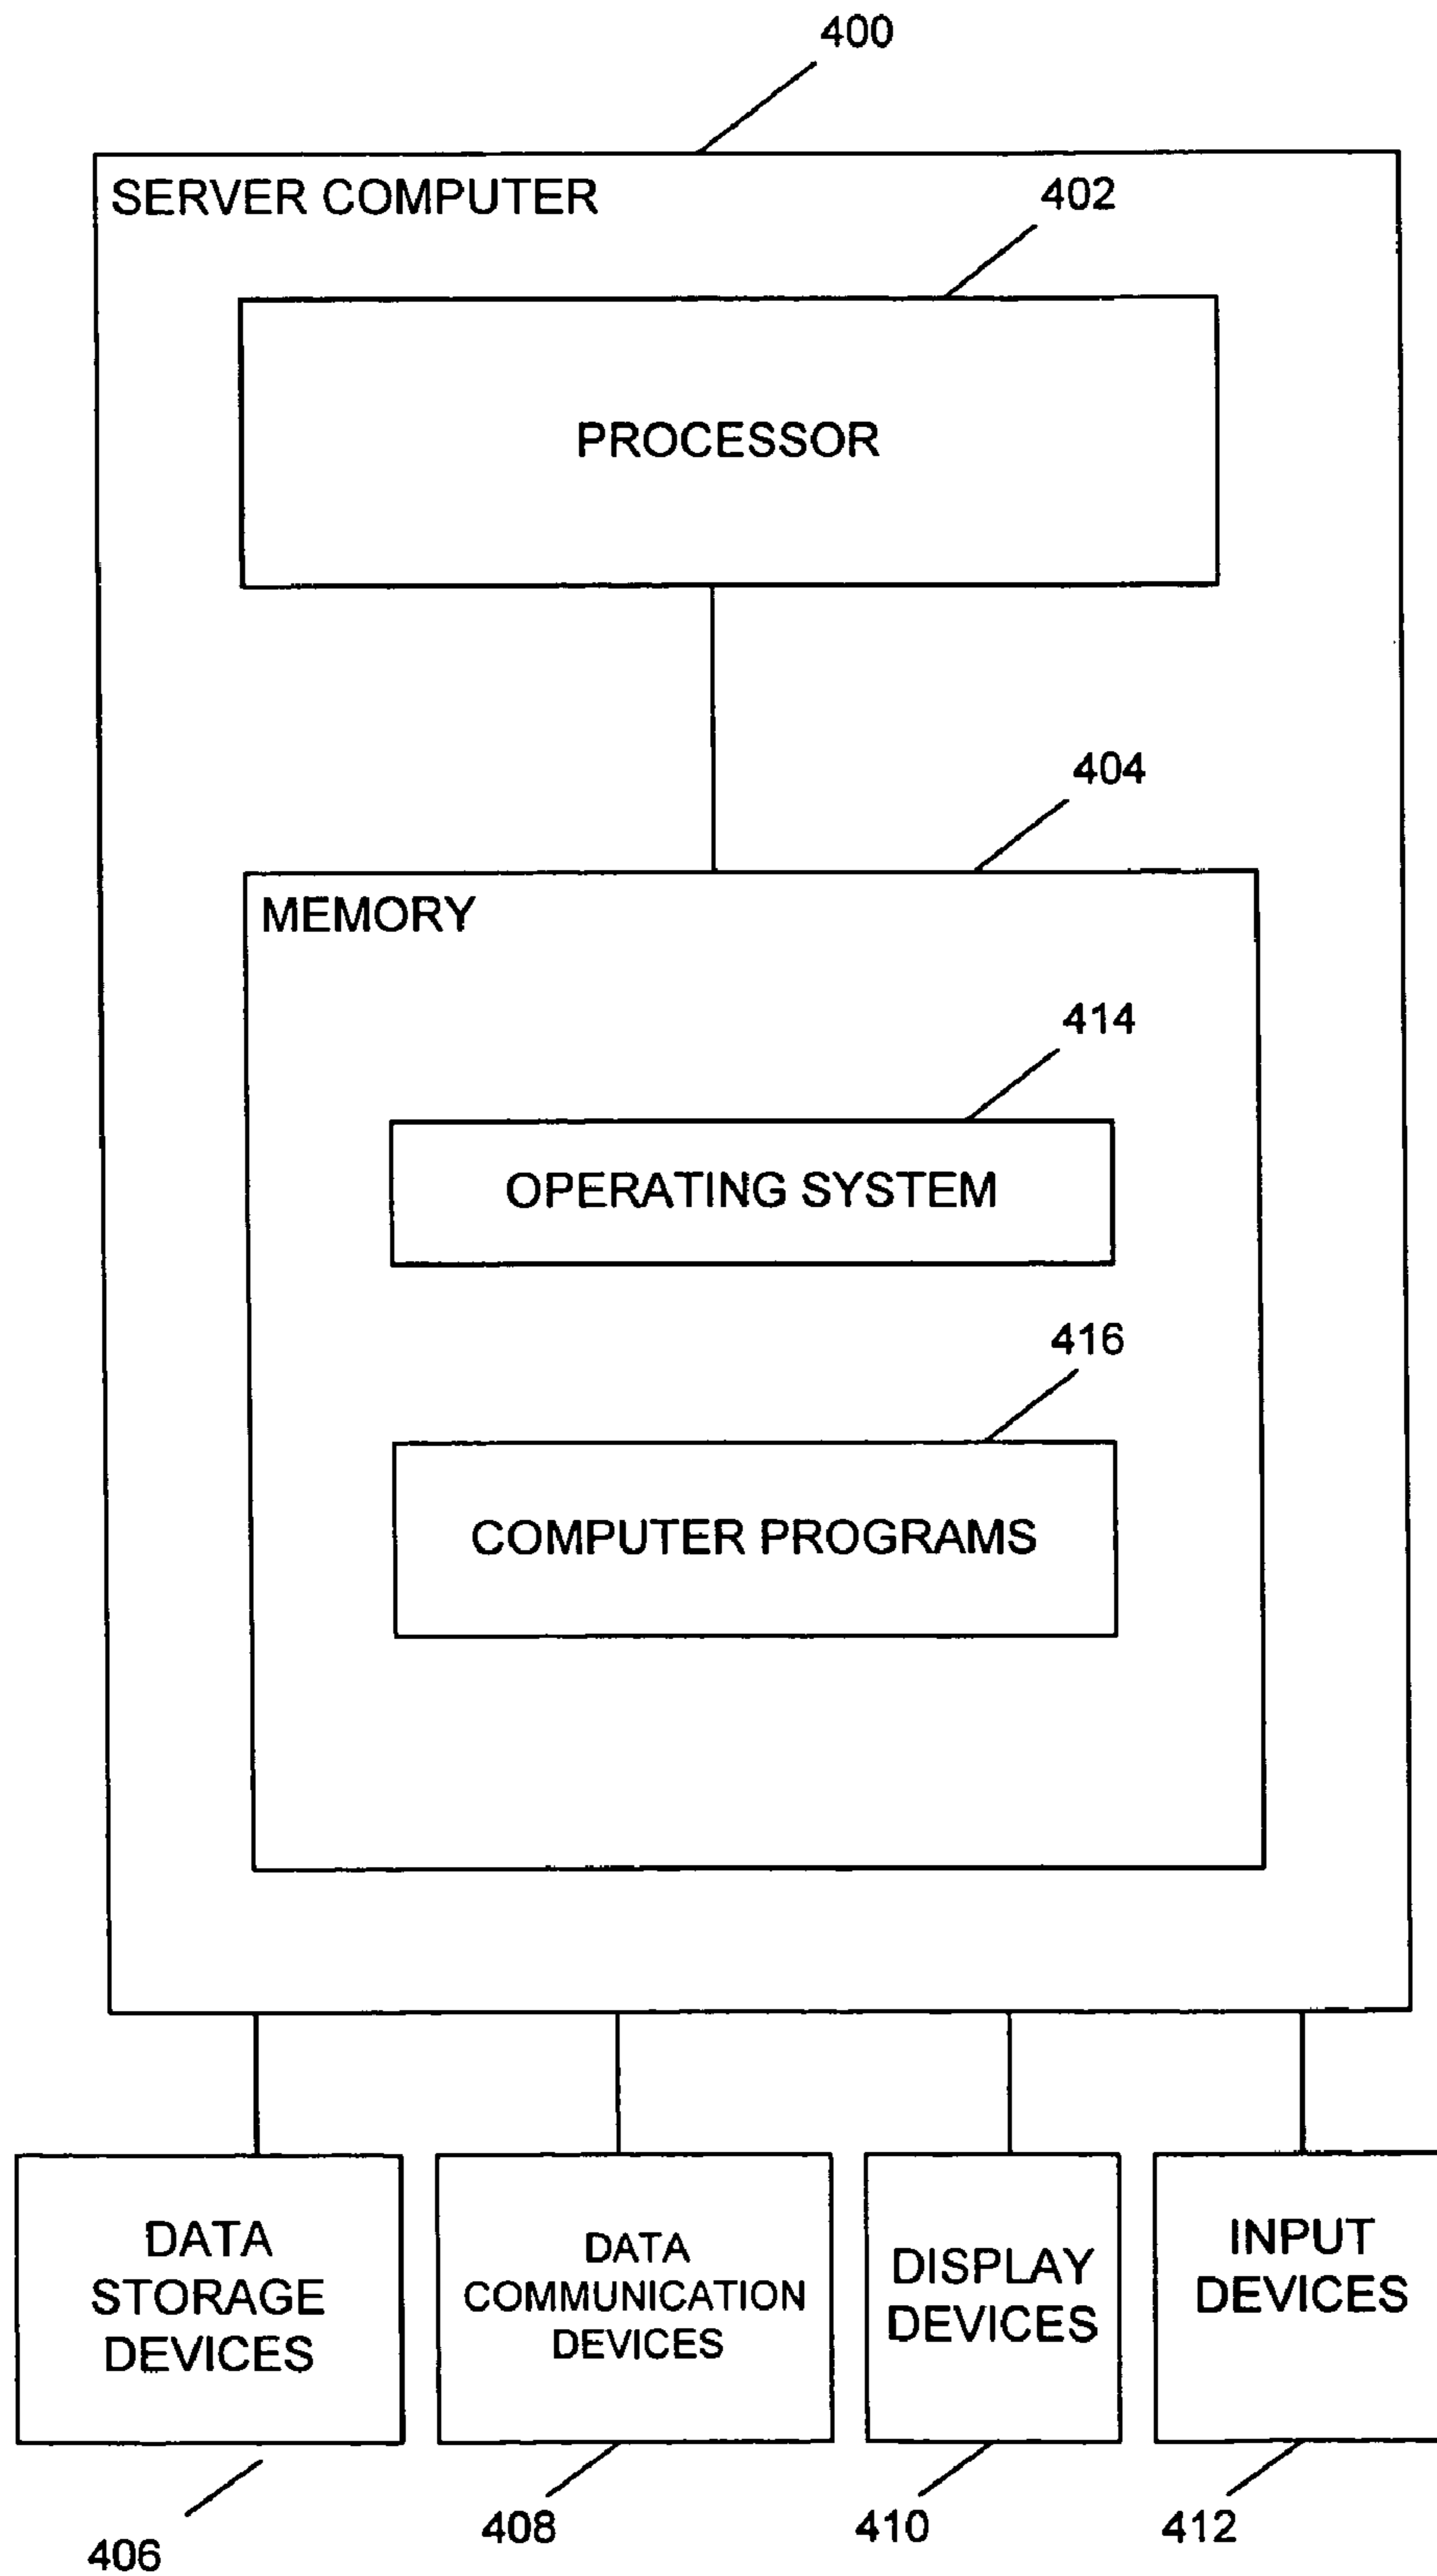 400
SERVER COMPUTER
402
PROCESSOR
404
MEMORY
414
OPERATING SYSTEM
416
COMPUTER PROGRAMS
DATA
STORAGE
DEVICES
DATA
COMMUNICATION
DEVICES
DISPLAY
DEVICES
INPUT
DEVICES
406
408
410
412